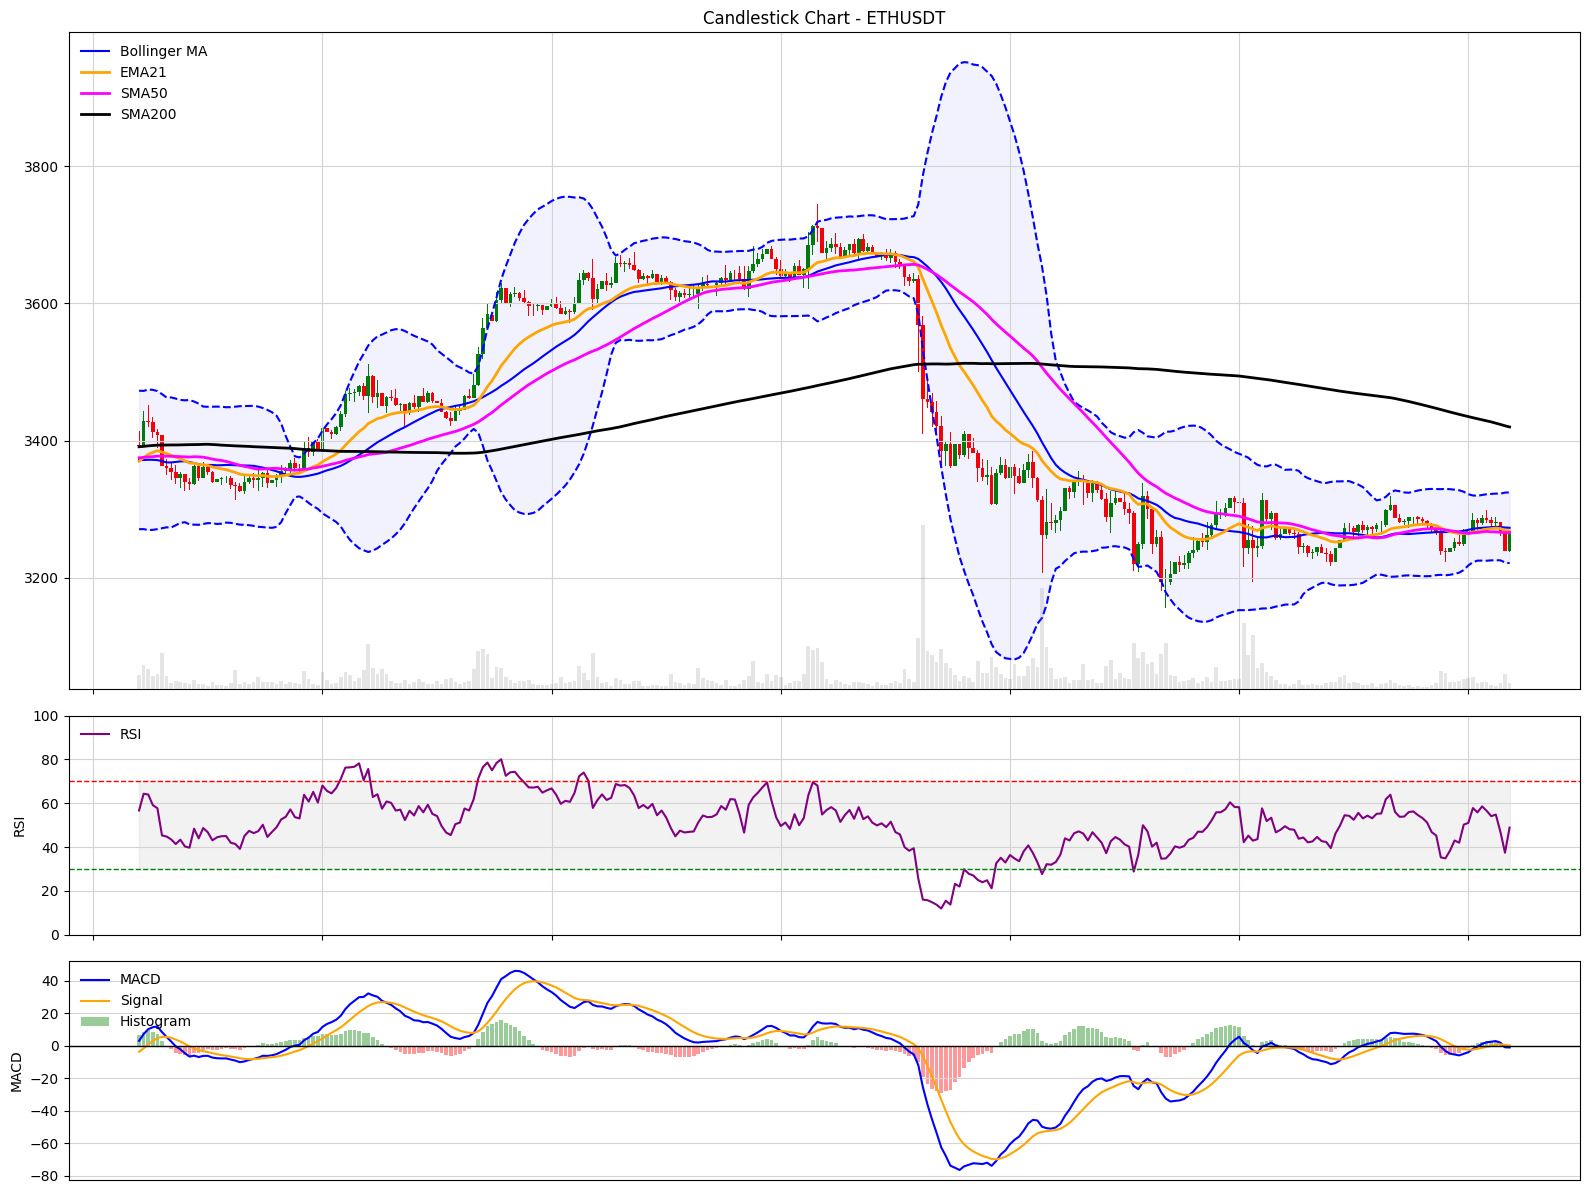 Candlestick Chart - ETHUSDT
Bollinger MA
EMA21
SMA50
SMA200
3800
3600
3400
3200
100
80
60
40
20
0
RSI
RSI
40
20
0
−20
−40
−60
−80
MACD
MACD
Signal
Histogram